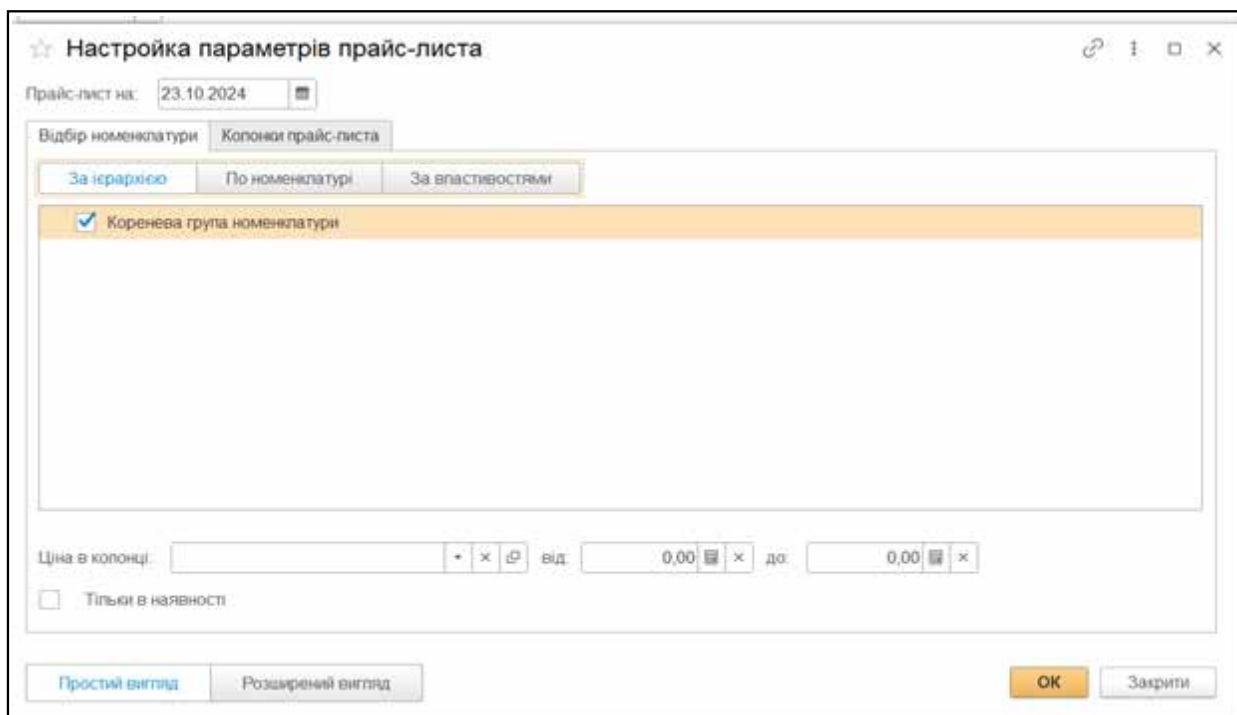 Настройка параметрів прайс-листа
Прайс-лист на: 23.10.2024
Відбір номенклатури Колонки прайс-листа
За ієрархією По номенклатурі За властивостями
Коренева група номенклатури
Ціна в колонці: від: 0,00 до: 0,00
Тільки в наявності
Простий вигляд Розширений вигляд ОК Закрити